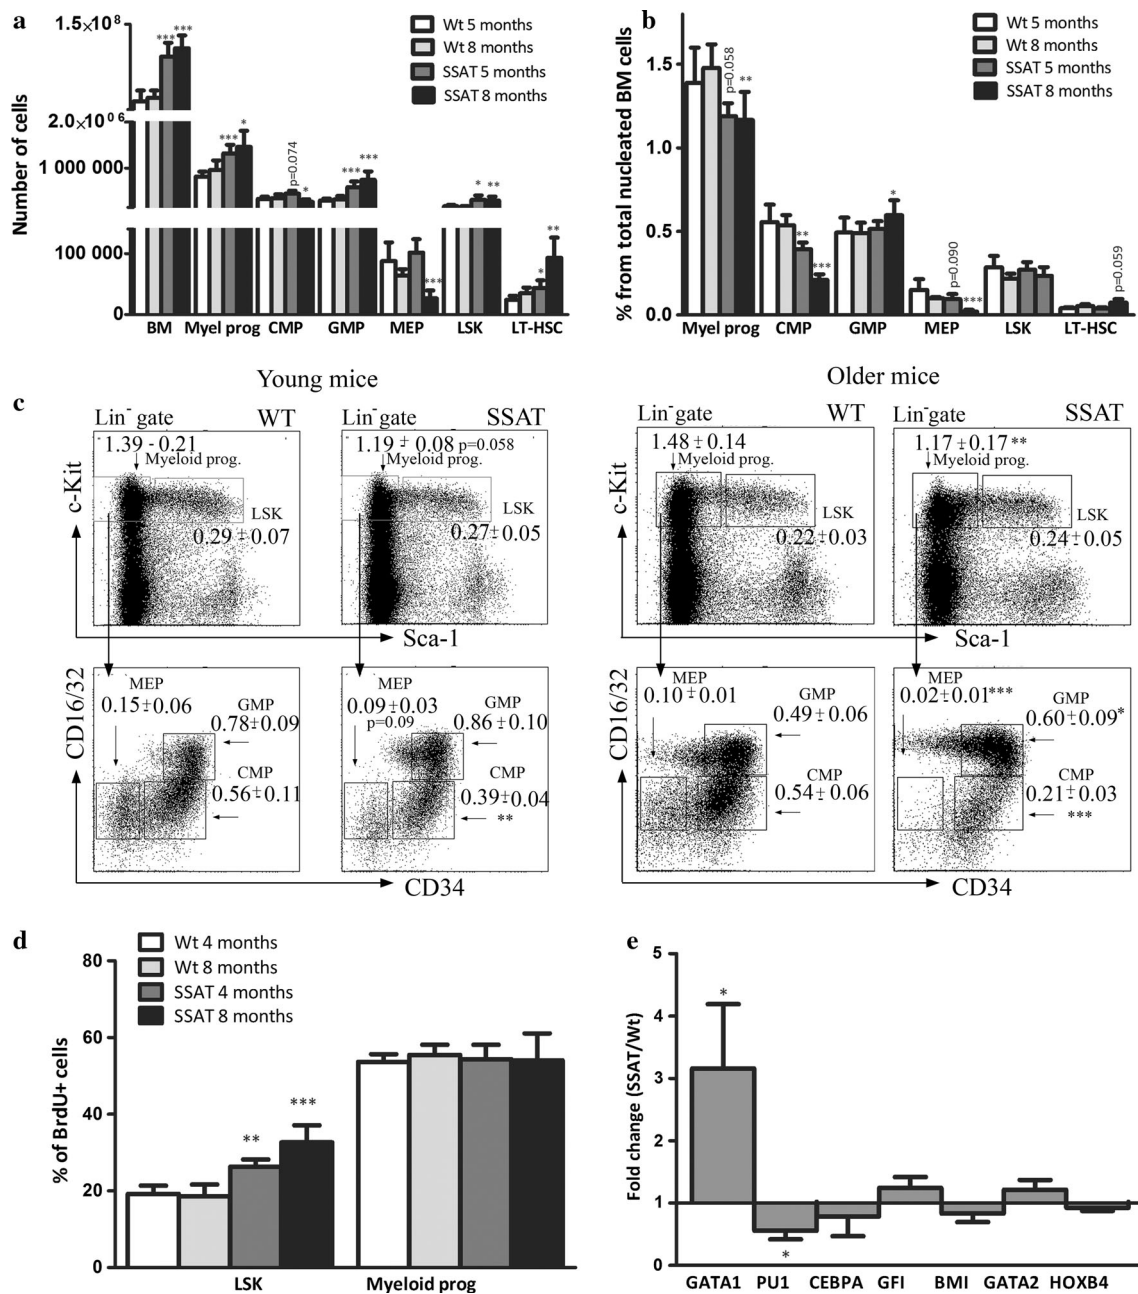 a
1.5×10⁸
2.0×10⁰⁶
1 000 000
100 000
0
Number of cells
Wt 5 months
Wt 8 months
SSAT 5 months
SSAT 8 months
*** ***
*** *
p=0.074
*
*** ***
***
* **
* **
BM Myel prog CMP GMP MEP LSK LT-HSC
b
1.5
1.0
0.5
0.0
% from total nucleated BM cells
Wt 5 months
Wt 8 months
SSAT 5 months
SSAT 8 months
p=0.058
**
** ***
*
p=0.090
***
p=0.059
Myel prog CMP GMP MEP LSK LT-HSC
c
Young mice
Older mice
Lin⁻ gate WT
1.39 - 0.21
Myeloid prog.
LSK
0.29 ± 0.07
Lin⁻ gate SSAT
1.19 ± 0.08 p=0.058
Myeloid prog.
LSK
0.27 ± 0.05
c-Kit
Sca-1
Lin⁻ gate WT
1.48 ± 0.14
Myeloid prog.
LSK
0.22 ± 0.03
Lin⁻ gate SSAT
1.17 ± 0.17 **
Myeloid prog.
LSK
0.24 ± 0.05
c-Kit
Sca-1
CD16/32
MEP
0.15 ± 0.06
GMP
0.78 ± 0.09
CMP
0.56 ± 0.11
MEP
0.09 ± 0.03
p=0.09
GMP
0.86 ± 0.10
CMP
0.39 ± 0.04
**
CD34
CD16/32
MEP
0.10 ± 0.01
GMP
0.49 ± 0.06
CMP
0.54 ± 0.06
MEP
0.02 ± 0.01 ***
GMP
0.60 ± 0.09 *
CMP
0.21 ± 0.03
***
CD34
d
Wt 4 months
Wt 8 months
SSAT 4 months
SSAT 8 months
80
60
40
20
0
% of BrdU+ cells
**
***
LSK Myeloid prog
e
5
4
3
2
1
0
Fold change (SSAT/Wt)
*
*
GATA1 PU1 CEBPA GFI BMI GATA2 HOXB4